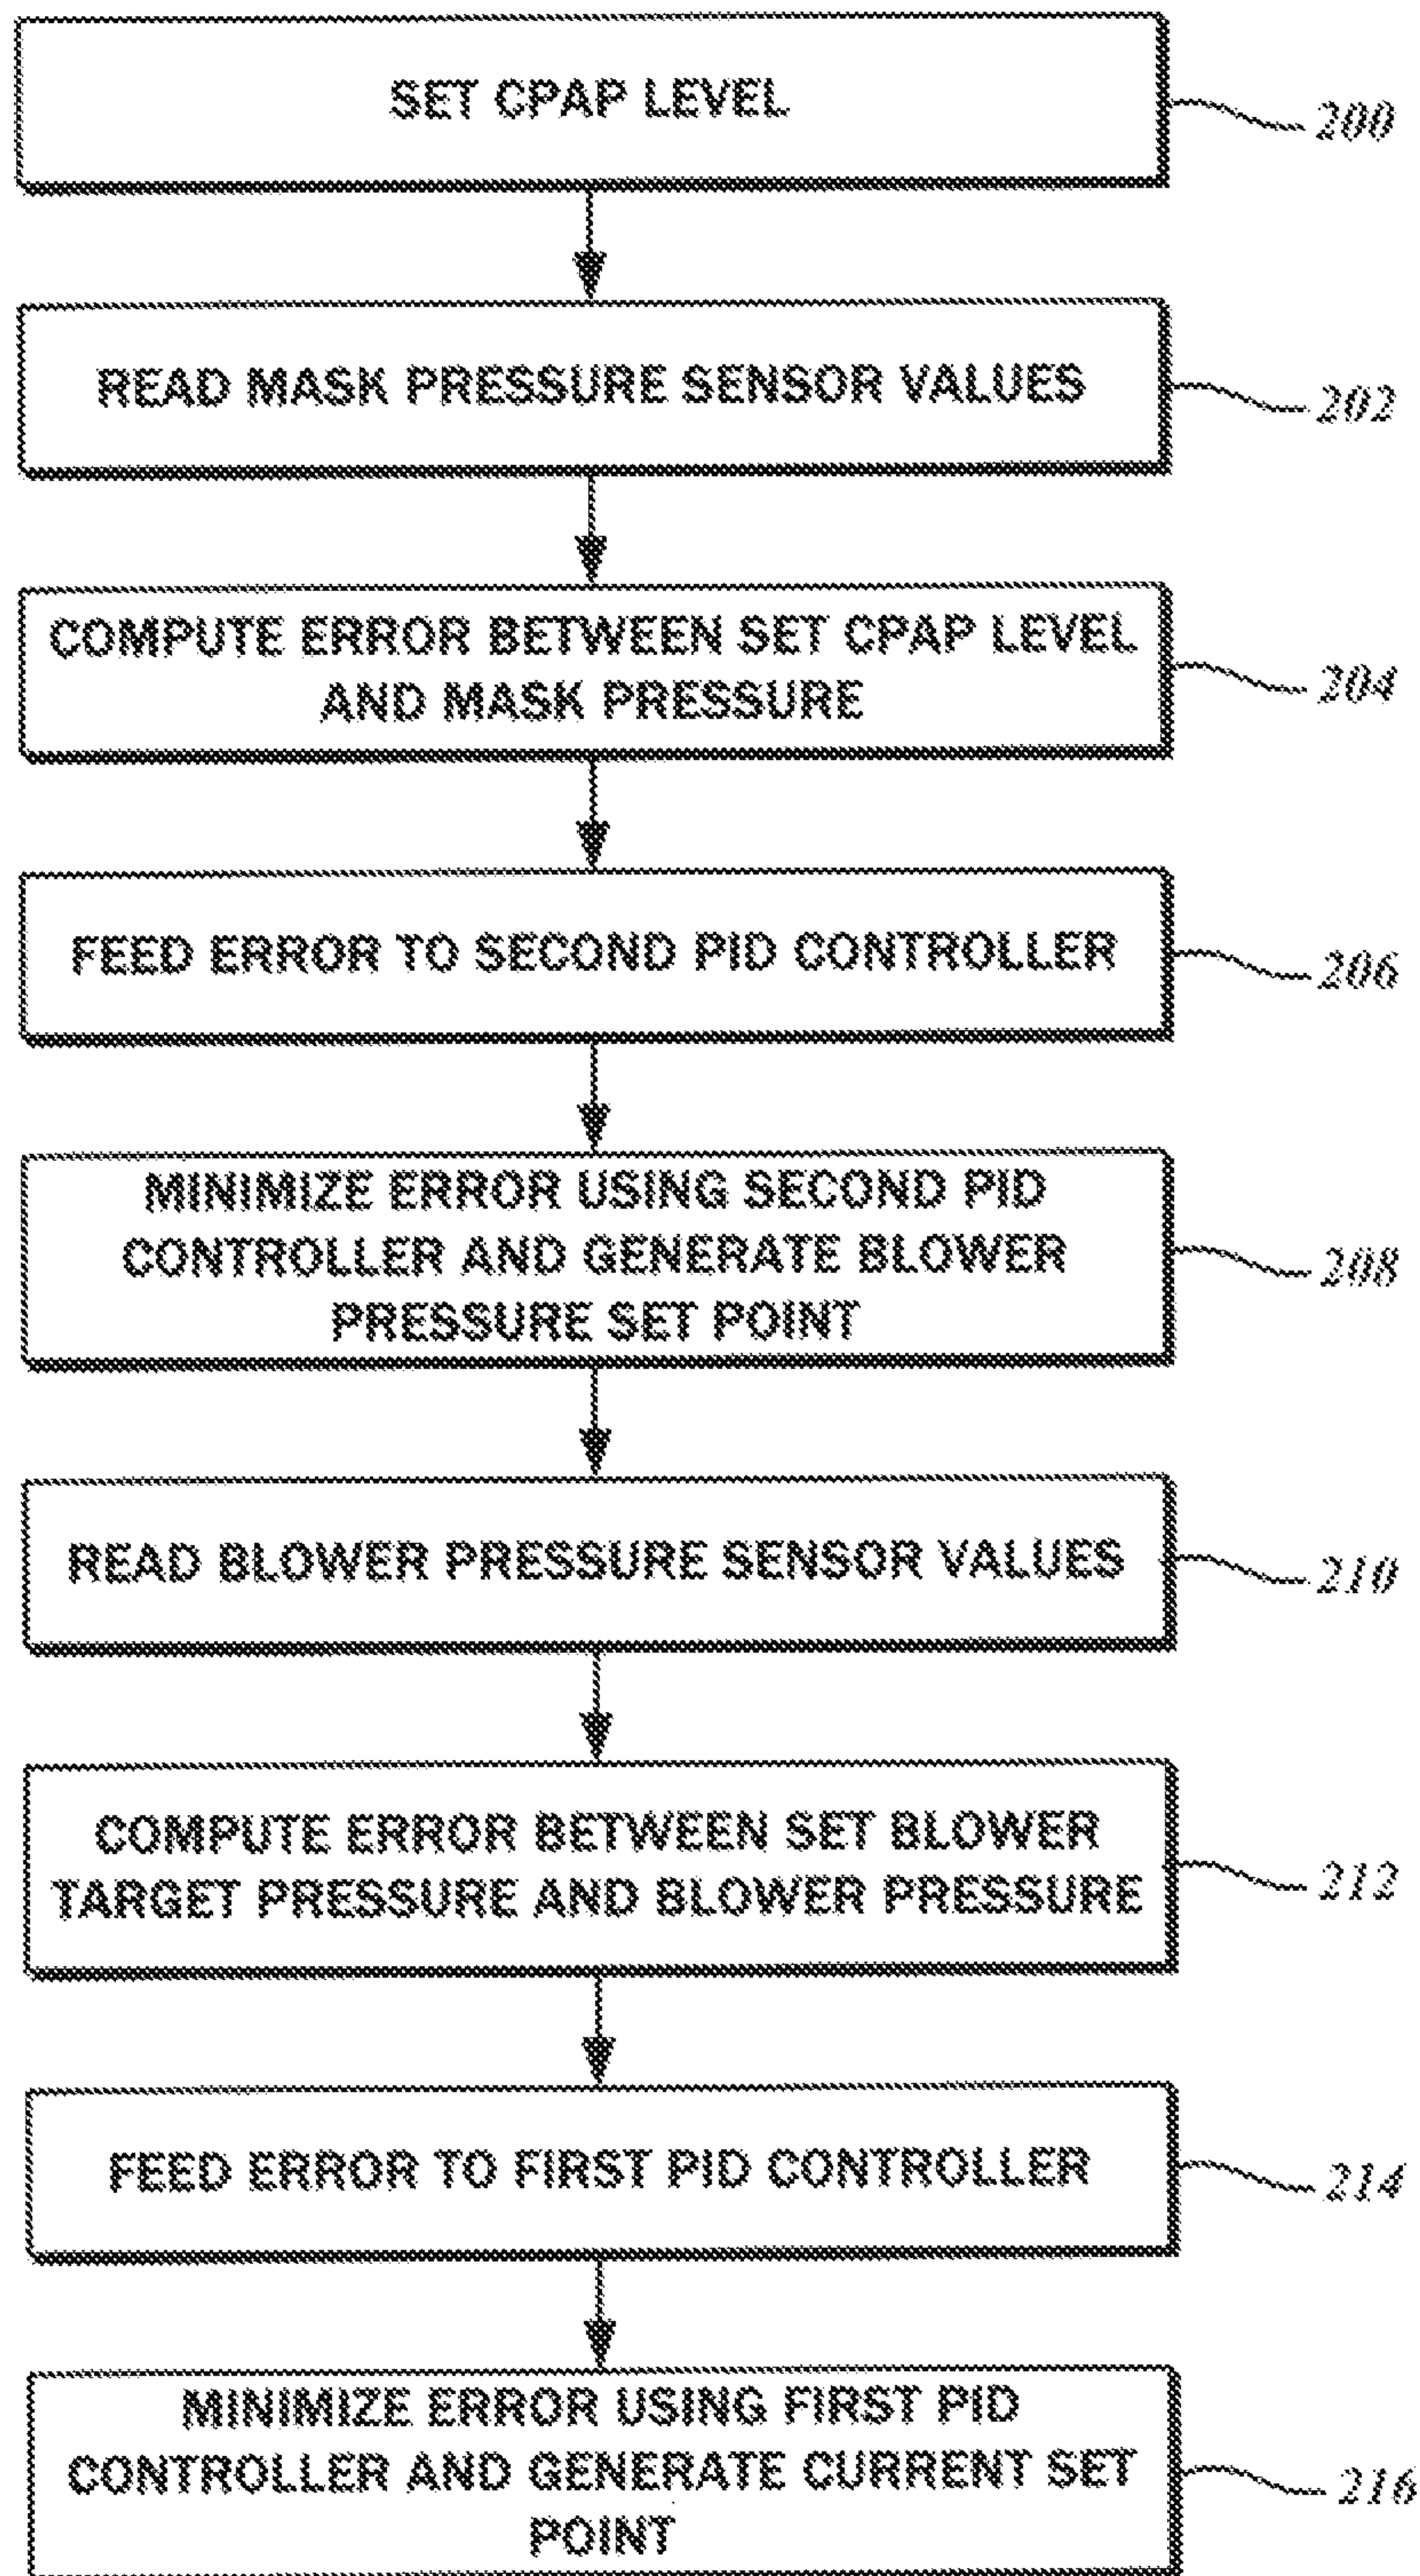 SET CPAP LEVEL
200
READ MASK PRESSURE SENSOR VALUES
202
COMPUTE ERROR BETWEEN SET CPAP LEVEL
AND MASK PRESSURE
204
FEED ERROR TO SECOND PID CONTROLLER
206
MINIMIZE ERROR USING SECOND PID
CONTROLLER AND GENERATE BLOWER
PRESSURE SET POINT
208
READ BLOWER PRESSURE SENSOR VALUES
210
COMPUTE ERROR BETWEEN SET BLOWER
TARGET PRESSURE AND BLOWER PRESSURE
212
FEED ERROR TO FIRST PID CONTROLLER
214
MINIMIZE ERROR USING FIRST PID
CONTROLLER AND GENERATE CURRENT SET
POINT
216